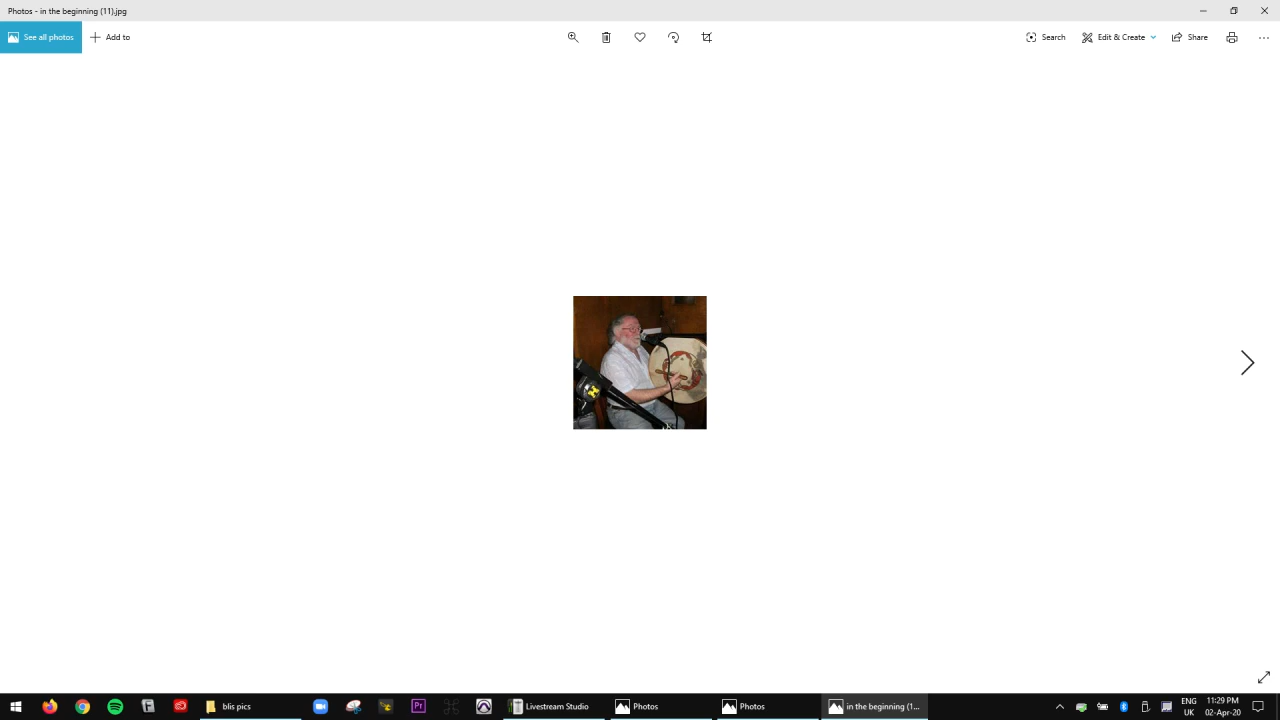 Photos - in the beginning (11).jpg
See all photos
Add to
Search
Edit & Create
Share
blis pics
Pr
Livestream Studio
Photos
Photos
in the beginning (1...
ENG
UK
11:29 PM
02-Apr-20